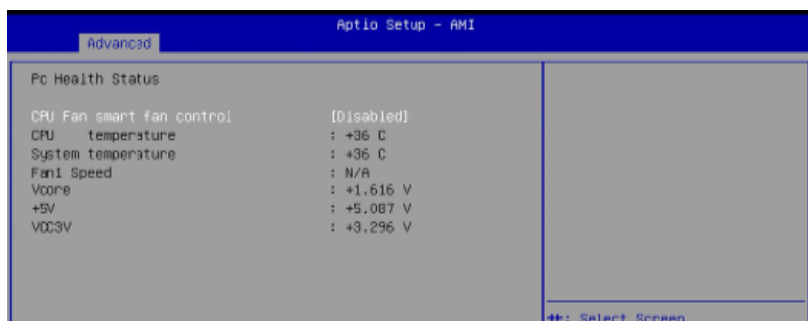 Aptio Setup - AMI
Advanced
Pc Health Status
CPU Fan smart fan control [Disabled]
CPU temperature : +36 C
System temperature : +36 C
Fan1 Speed : N/A
Vcore : +1.616 V
+5V : +5.087 V
VCC3V : +3.296 V
: Select Screen